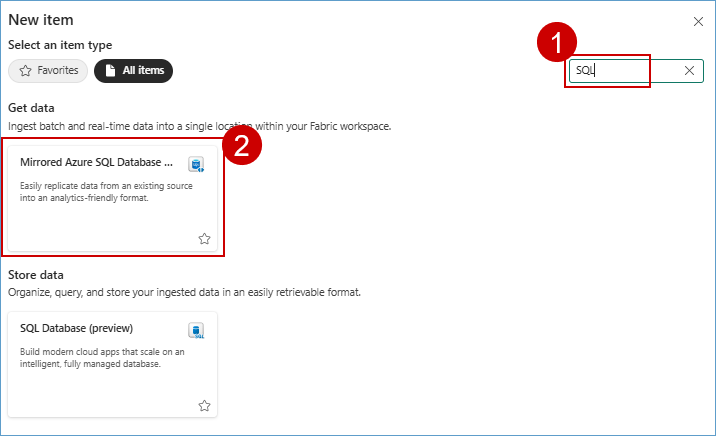 New item
Select an item type
1
Favorites
All items
SQL
Get data
Ingest batch and real-time data into a single location within your Fabric workspace.
2
Mirrored Azure SQL Database ...
Easily replicate data from an existing source
into an analytics-friendly format.
Store data
Organize, query, and store your ingested data in an easily retrievable format.
SQL Database (preview)
SQL
Build modern cloud apps that scale on an
intelligent, fully managed database.